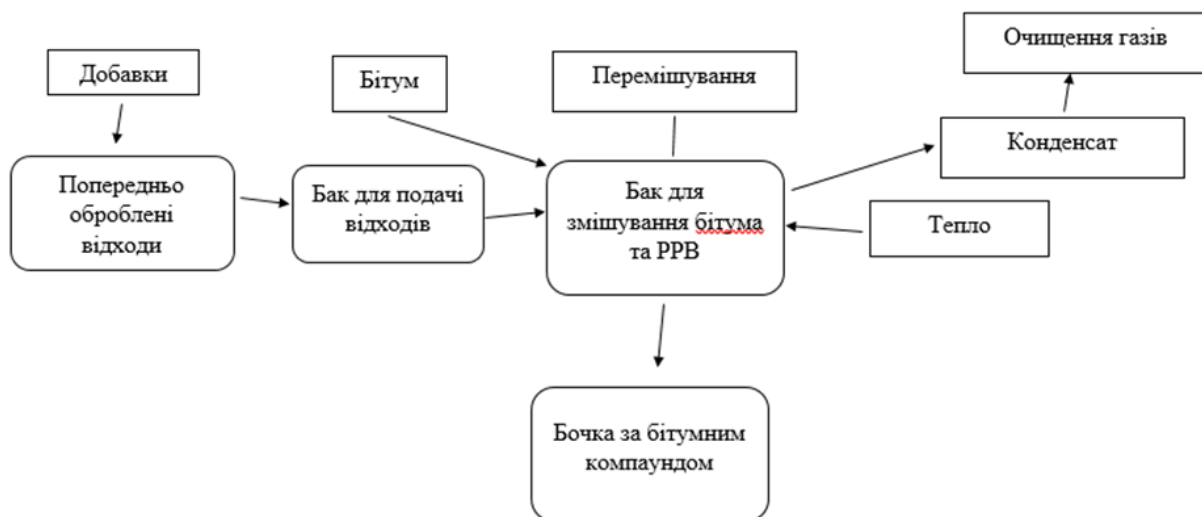 Очищення газів
Добавки
Бітум
Перемішування
Конденсат
Попередньо
оброблені
відходи
Бак для подачі
відходів
Бак для
змішування бітума
та РРВ
Тепло
Бочка за бітумним
компаундом